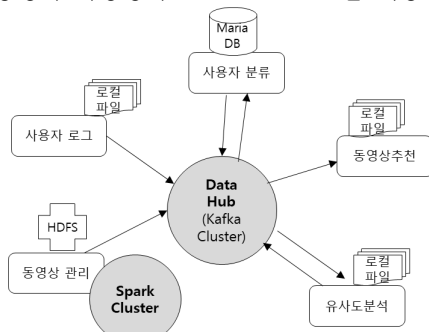 Maria
DB
사용자 분류
로컬
파일
사용자 로그
로컬
파일
동영상추천
Data
Hub
(Kafka
Cluster)
HDFS
동영상 관리
Spark
Cluster
로컬
파일
유사도분석